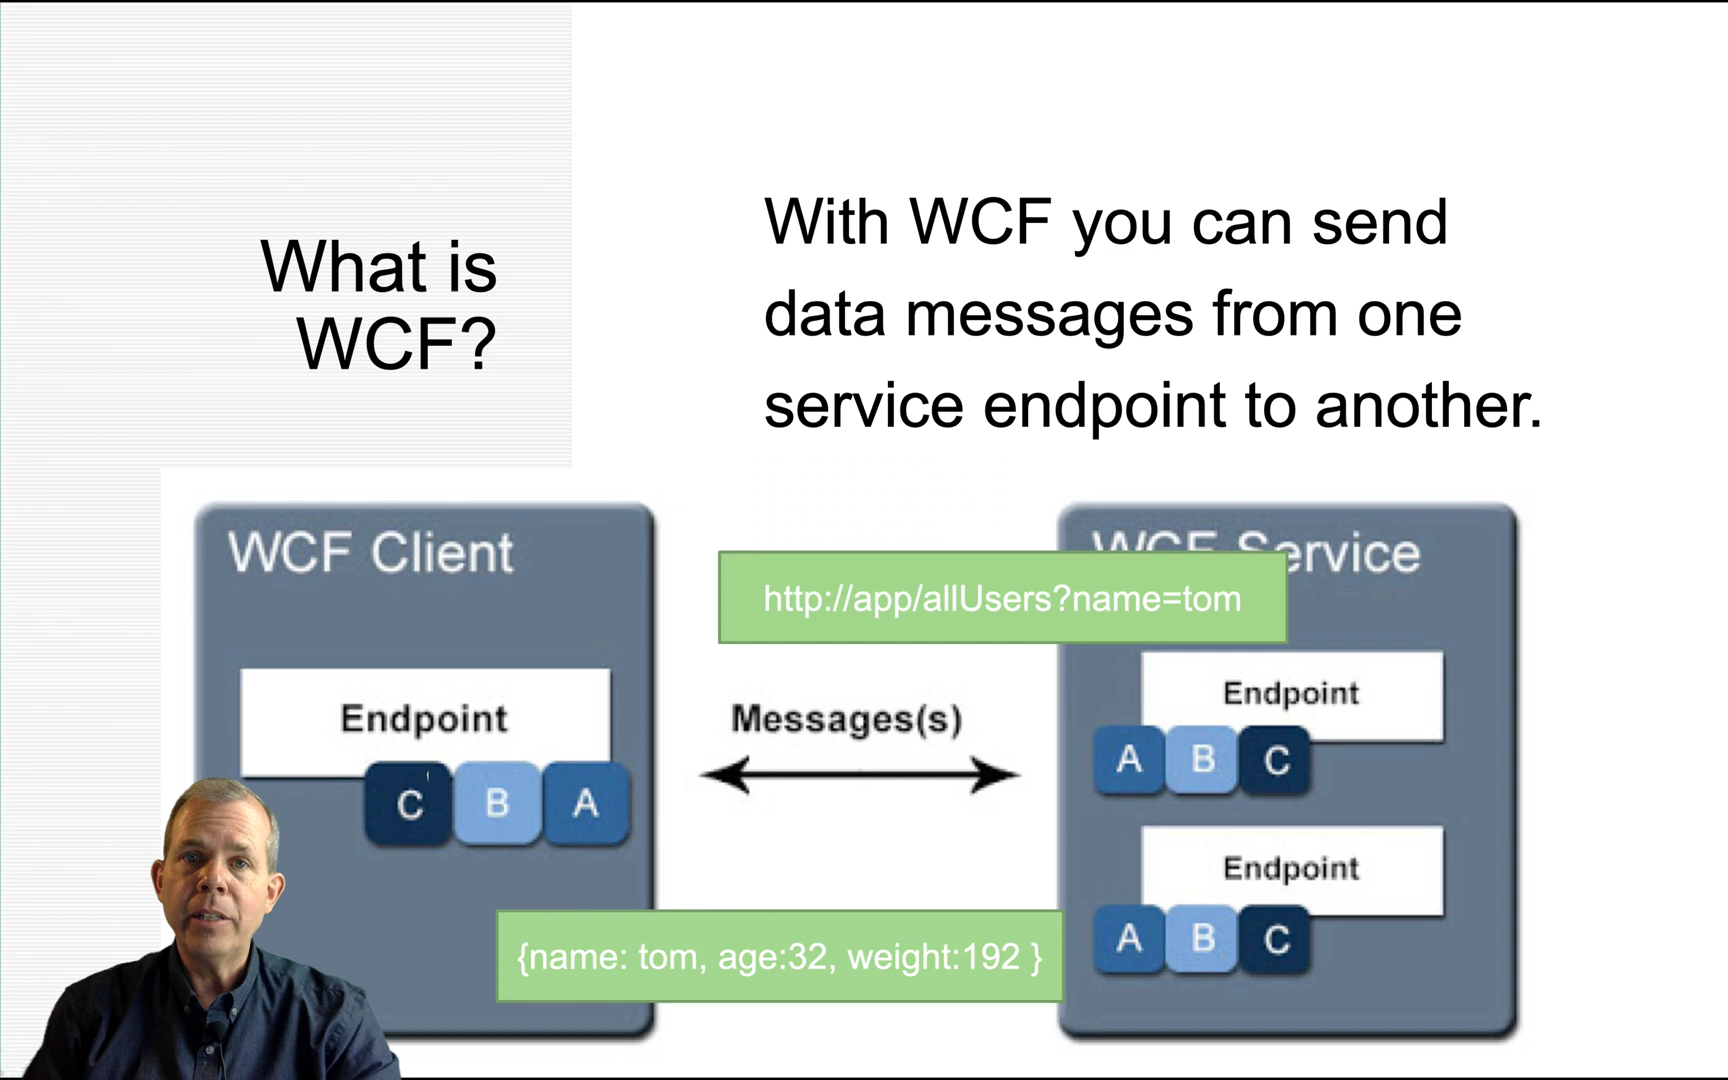 What is
WCF?
With WCF you can send
data messages from one
service endpoint to another.
WCF Client
Endpoint
C B A
http://app/allUsers?name=tom
Messages(s)
{name: tom, age:32, weight:192 }
WCF Service
Endpoint
A B C
Endpoint
A B C